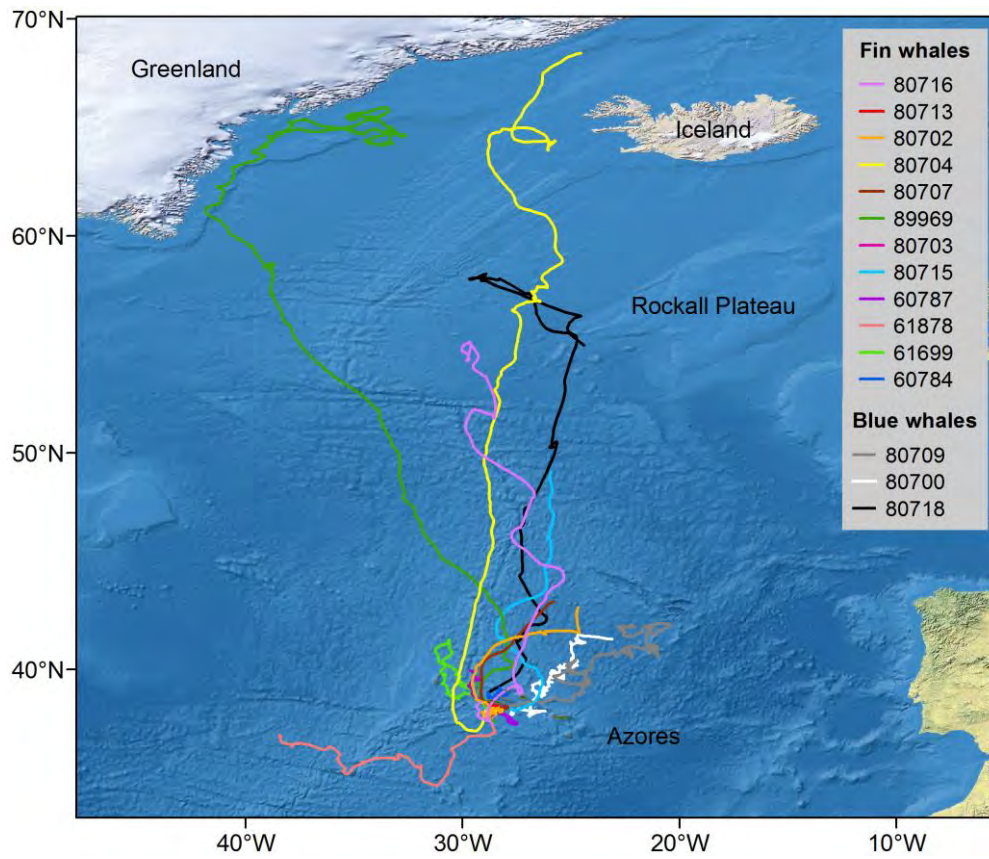 70°N
Greenland
Iceland
60°N
Rockall Plateau
50°N
40°N
Azores
40°W
30°W
20°W
10°W
Fin whales
80716
80713
80702
80704
80707
89969
80703
80715
60787
61878
61699
60784
Blue whales
80709
80700
80718